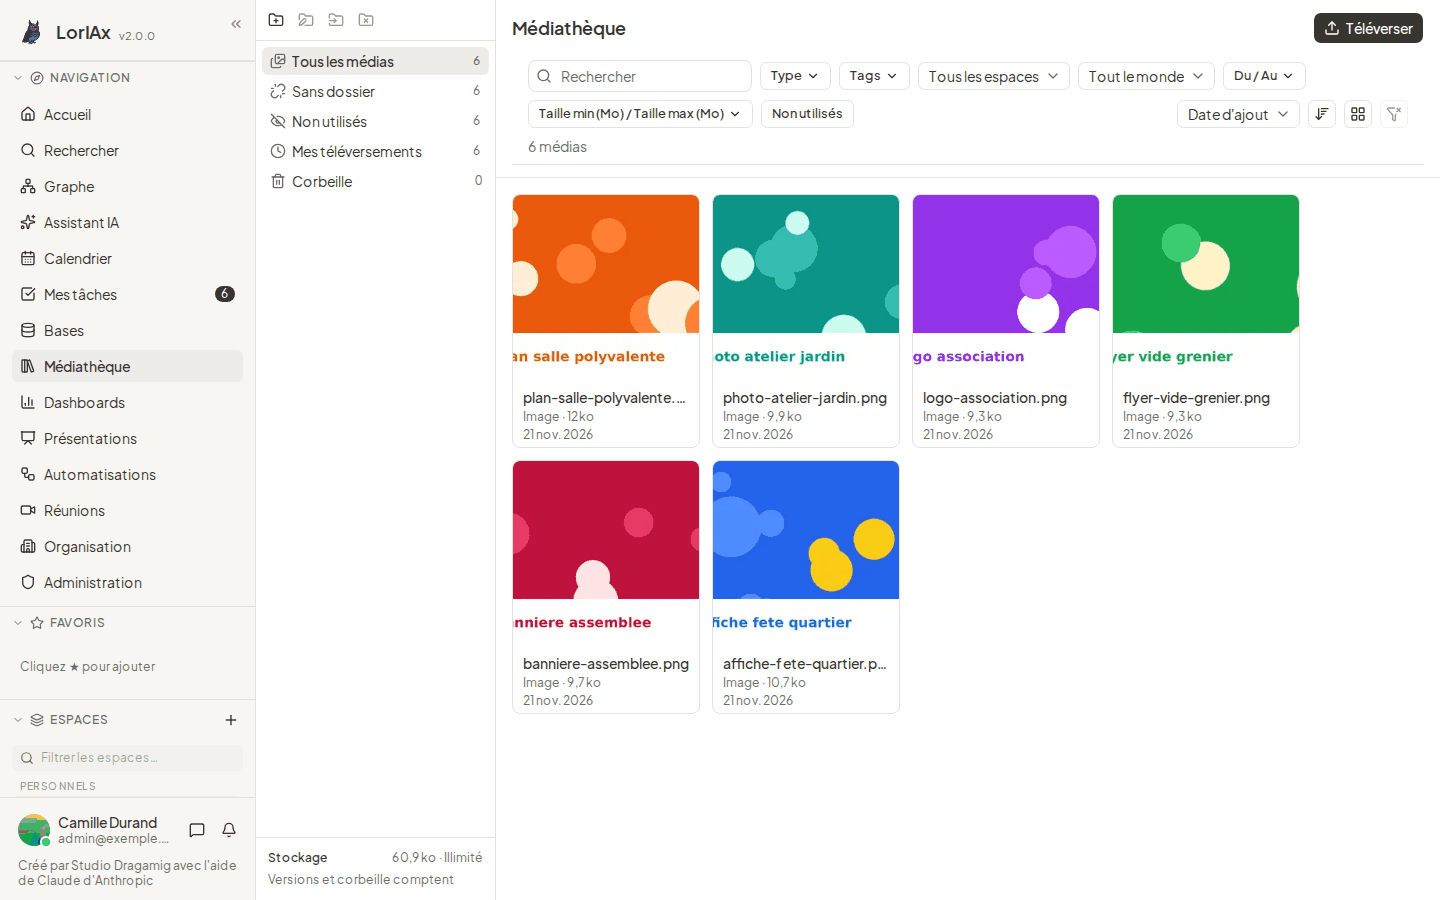 LorIAx v2.0.0
NAVIGATION
Accueil
Rechercher
Graphe
Assistant IA
Calendrier
Mes tâches 6
Bases
Médiathèque
Dashboards
Présentations
Automatisations
Réunions
Organisation
Administration
FAVORIS
Cliquez ★ pour ajouter
ESPACES
Filtrer les espaces...
PERSONNELS
Camille Durand
admin@exemple....
Créé par Studio Dragamig avec l'aide
de Claude d'Anthropic
Tous les médias 6
Sans dossier 6
Non utilisés 6
Mes téléversements 6
Corbeille 0
Stockage 60,9 ko · Illimité
Versions et corbeille comptent
Médiathèque
Téléverser
Rechercher Type Tags Tous les espaces Tout le monde Du / Au
Taille min (Mo) / Taille max (Mo) Non utilisés Date d'ajout
6 médias
an salle polyvalente
plan-salle-polyvalente....
Image · 12 ko
21 nov. 2026
oto atelier jardin
photo-atelier-jardin.png
Image · 9,9 ko
21 nov. 2026
go association
logo-association.png
Image · 9,3 ko
21 nov. 2026
yer vide grenier
flyer-vide-grenier.png
Image · 9,3 ko
21 nov. 2026
nniere assemblee
banniere-assemblee.png
Image · 9,7 ko
21 nov. 2026
fiche fete quartier
affiche-fete-quartier.p...
Image · 10,7 ko
21 nov. 2026